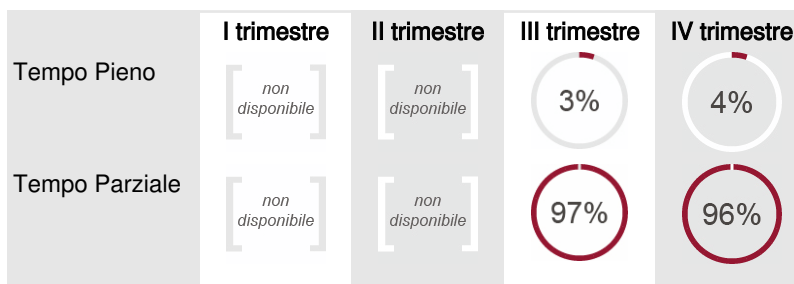 I trimestre II trimestre III trimestre IV trimestre
Tempo Pieno
non
disponibile
non
disponibile
3%
4%
Tempo Parziale
non
disponibile
non
disponibile
97%
96%